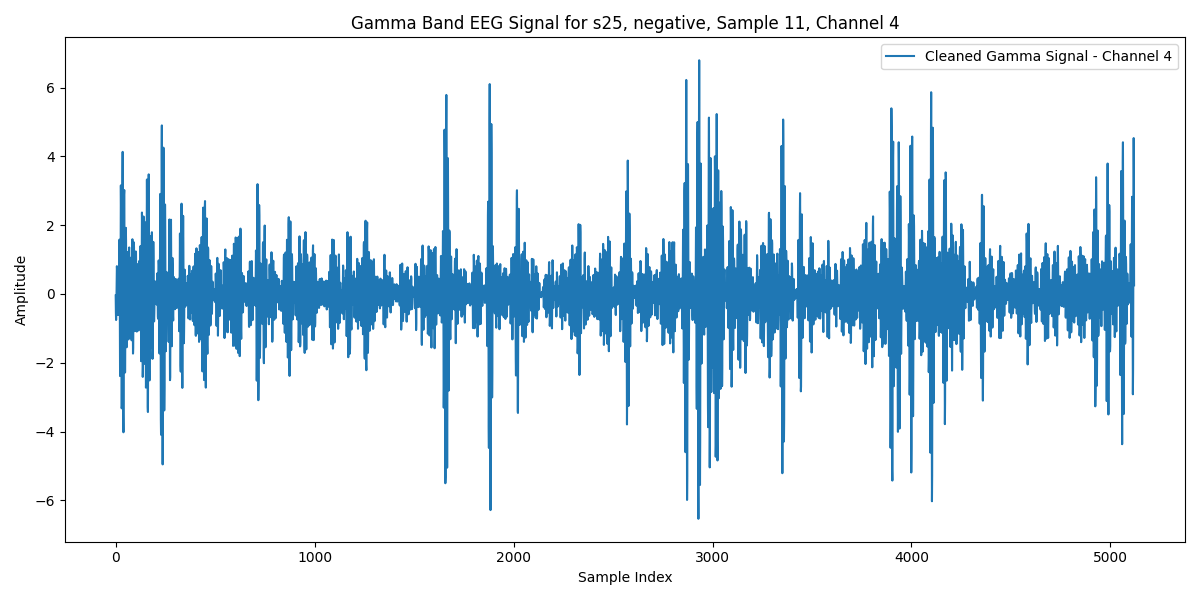 Gamma Band EEG Signal for s25, negative, Sample 11, Channel 4
Cleaned Gamma Signal - Channel 4
Amplitude
6
4
2
0
−2
−4
−6
0 1000 2000 3000 4000 5000
Sample Index